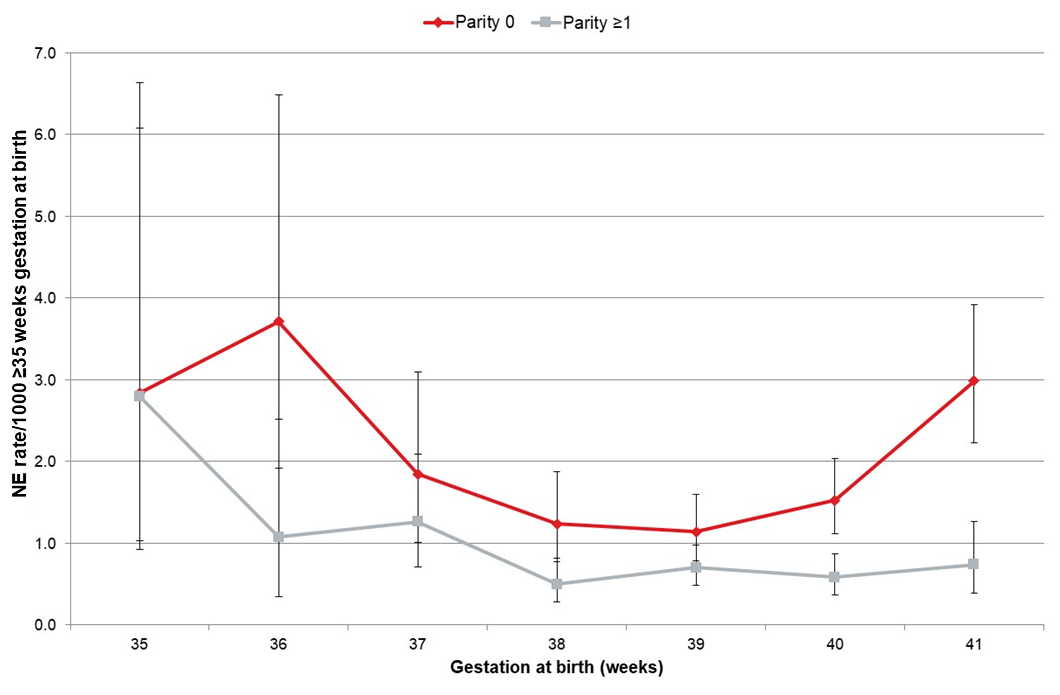 Parity 0 Parity ≥1
7.0
6.0
5.0
4.0
3.0
2.0
1.0
0.0
NE rate/1000 ≥35 weeks gestation at birth
35 36 37 38 39 40 41
Gestation at birth (weeks)